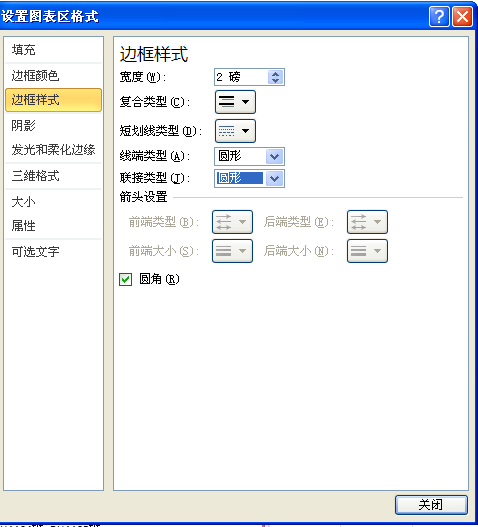 设置图表区格式
填充
边框颜色
边框样式
阴影
发光和柔化边缘
三维格式
大小
属性
可选文字
边框样式
宽度(W): 2 磅
复合类型(C):
短划线类型(D):
线端类型(A): 圆形
联接类型(J): 圆形
箭头设置
前端类型(B): 后端类型(E):
前端大小(S): 后端大小(N):
圆角(R)
关闭